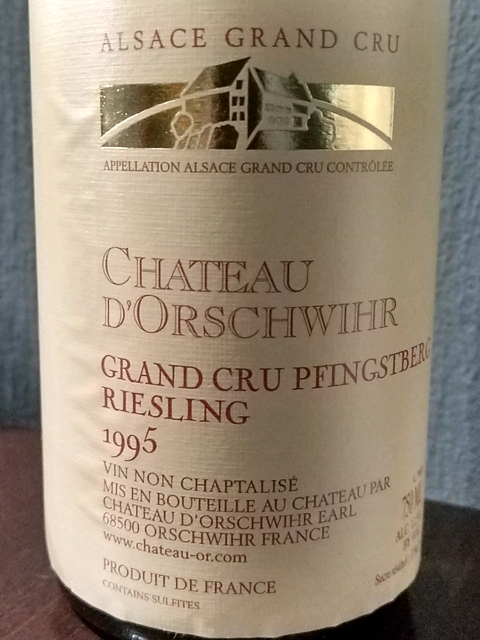 ALSACE GRAND CRU
APPELLATION ALSACE GRAND CRU CONTRÔLÉE
CHATEAU
D'ORSCHWIHR
GRAND CRU PFINGSTBERG
RIESLING
1995
VIN NON CHAPTALISÉ
MIS EN BOUTEILLE AU CHATEAU PAR
CHATEAU D'ORSCHWIHR EARL
68500 ORSCHWIHR FRANCE
www.chateau-or.com
PRODUIT DE FRANCE
CONTAINS SULFITES
750
ALC.